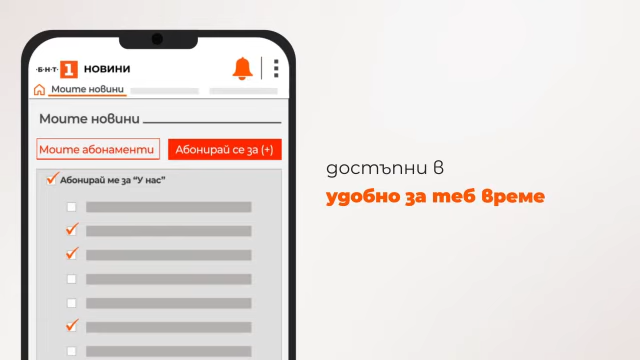 ·БНТ· 1 НОВИНИ
Моите новини
Моите новини
Моите абонаменти
Абонирай се за (+)
Абонирай ме за "У нас"
достъпни в
удобно за теб време